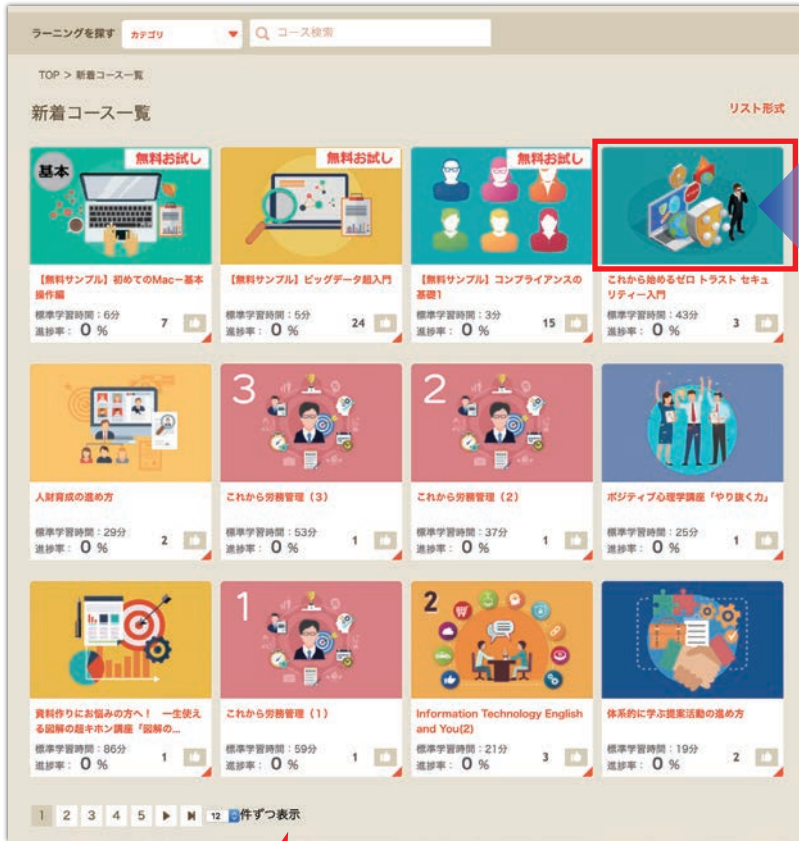 ラーニングを探す カテゴリ コース検索
TOP > 新着コース一覧
新着コース一覧 リスト形式
基本
無料お試し
無料お試し
無料お試し
【無料サンプル】初めてのMacー基本
操作編
標準学習時間：6分
進捗率： 0 %
7
【無料サンプル】ビッグデータ超入門
標準学習時間：5分
進捗率： 0 %
24
【無料サンプル】コンプライアンスの
基礎1
標準学習時間：3分
進捗率： 0 %
15
これから始めるゼロ トラスト セキュ
リティー入門
標準学習時間：43分
進捗率： 0 %
3
人財育成の進め方
標準学習時間：29分
進捗率： 0 %
2
3
これから労務管理（3）
標準学習時間：53分
進捗率： 0 %
1
2
これから労務管理（2）
標準学習時間：37分
進捗率： 0 %
1
ポジティブ心理学講座「やり抜く力」
標準学習時間：25分
進捗率： 0 %
1
資料作りにお悩みの方へ！ 一生使え
る図解の超キホン講座「図解の...
標準学習時間：86分
進捗率： 0 %
1
1
これから労務管理（1）
標準学習時間：59分
進捗率： 0 %
1
2
Information Technology English
and You(2)
標準学習時間：21分
進捗率： 0 %
3
体系的に学ぶ提案活動の進め方
標準学習時間：19分
進捗率： 0 %
2
1 2 3 4 5 12 件ずつ表示